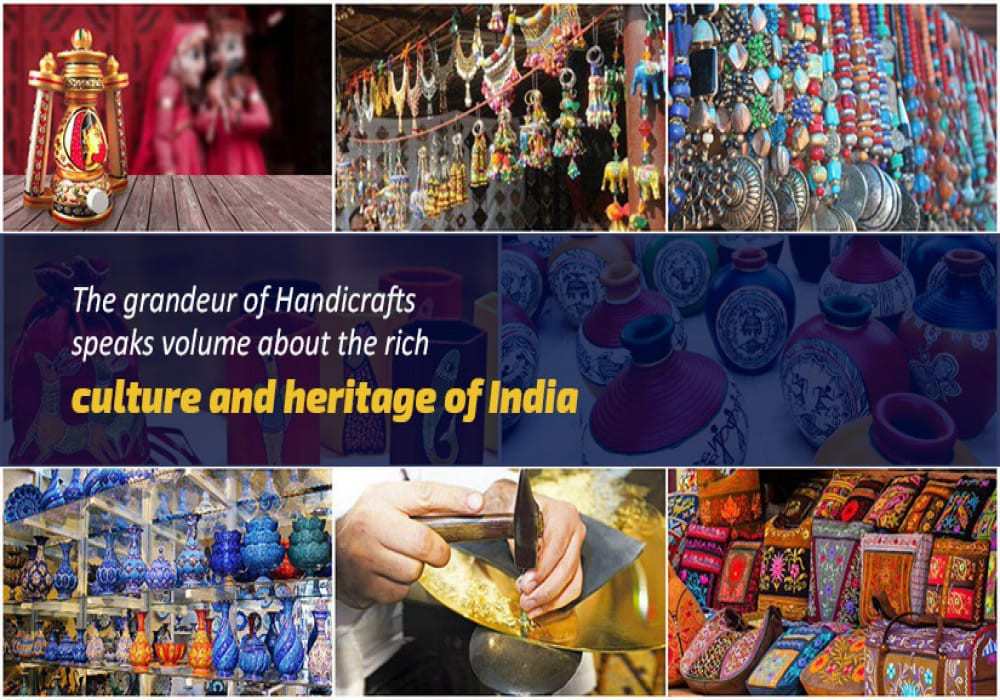 The grandeur of Handicrafts
speaks volume about the rich
culture and heritage of India